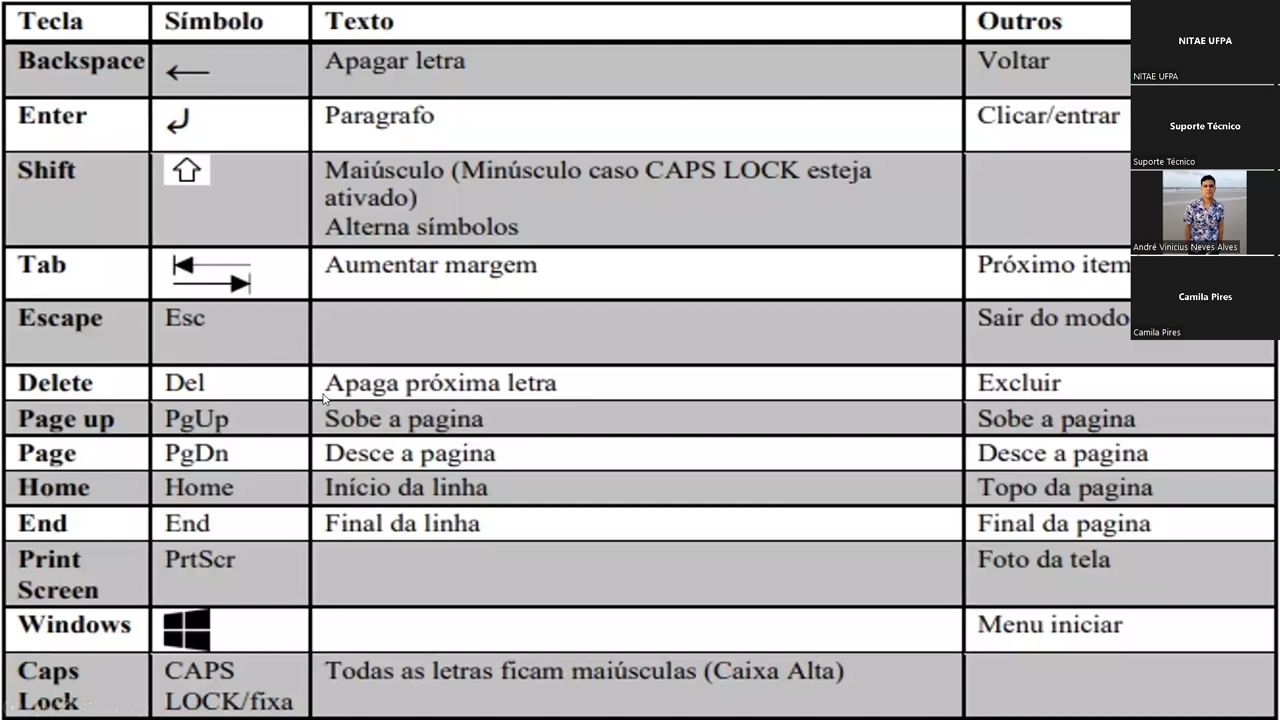 Tecla Símbolo Texto Outros
Backspace Apagar letra Voltar
Enter Paragrafo Clicar/entrar
Shift Maiúsculo (Minúsculo caso CAPS LOCK esteja
ativado)
Alterna símbolos
Tab Aumentar margem Próximo item
Escape Esc Sair do modo
Delete Del Apaga próxima letra Excluir
Page up PgUp Sobe a pagina Sobe a pagina
Page PgDn Desce a pagina Desce a pagina
Home Home Início da linha Topo da pagina
End End Final da linha Final da pagina
Print PrtScr Foto da tela
Screen
Windows Menu iniciar
Caps CAPS Todas as letras ficam maiúsculas (Caixa Alta)
Lock LOCK/fixa
NITAE UFPA
NITAE UFPA
Suporte Técnico
Suporte Técnico
André Vinicius Neves Alves
Camila Pires
Camila Pires